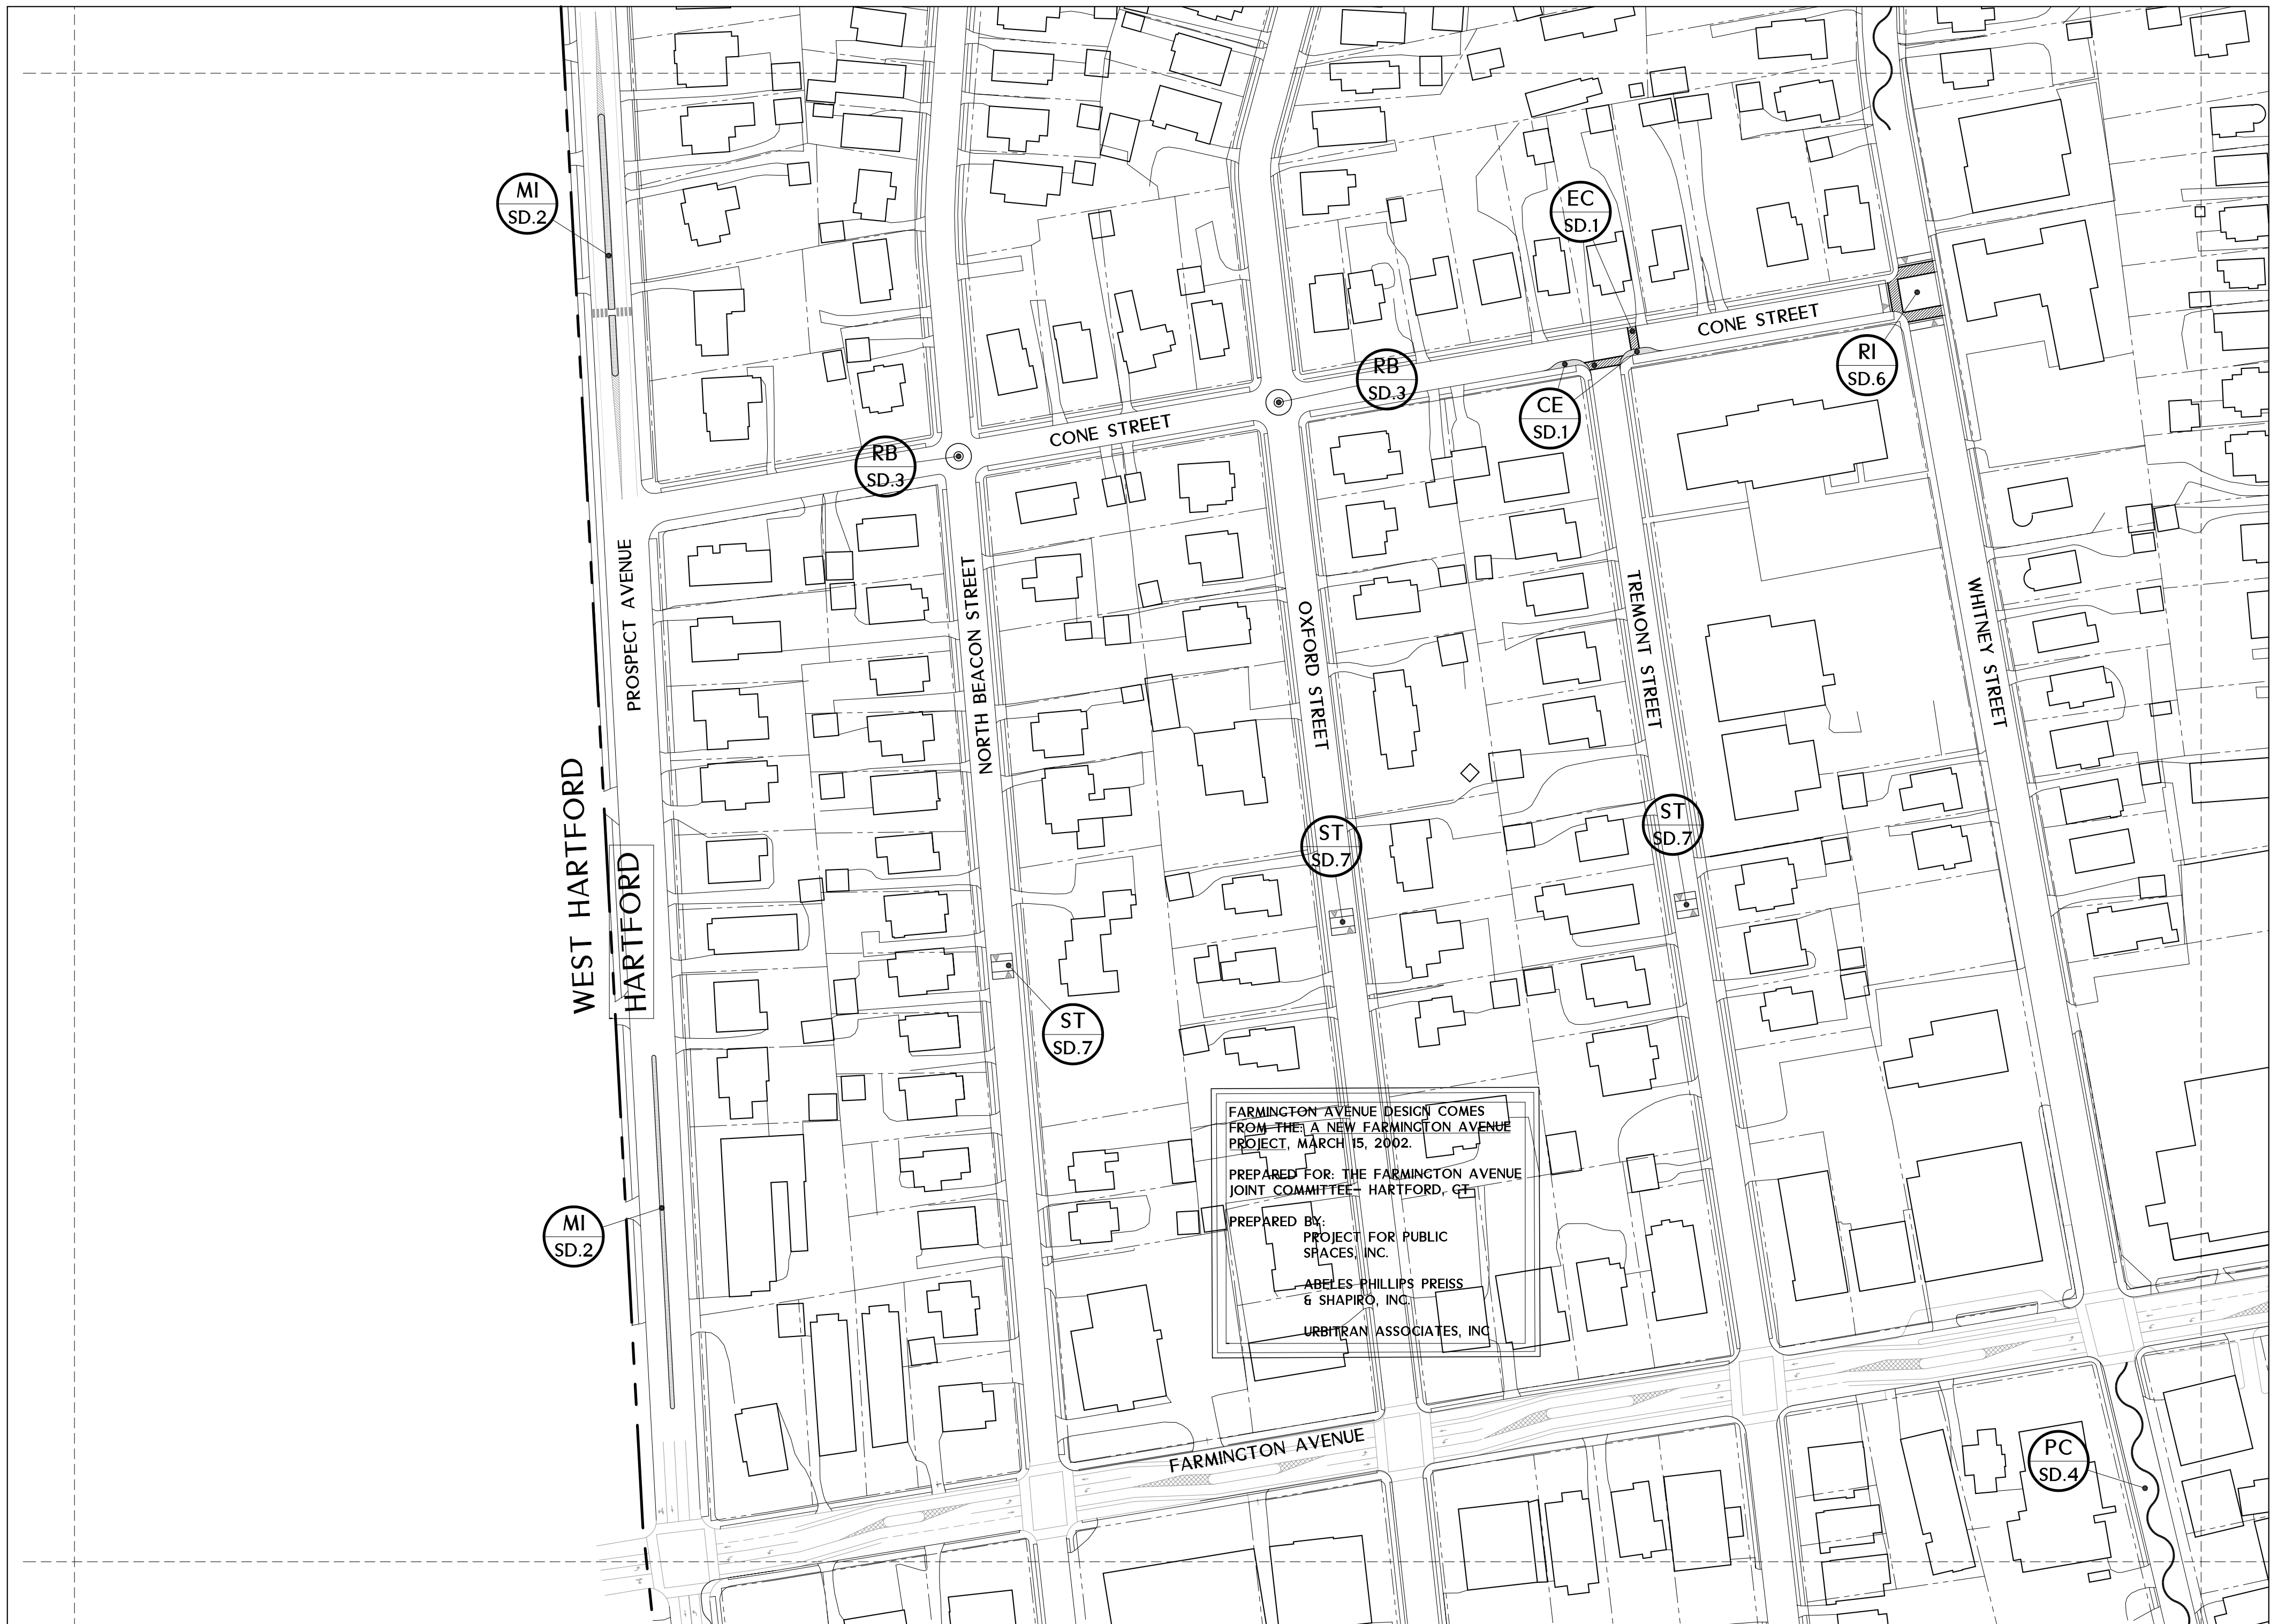 MI
SD.2
EC
SD.1
CONE STREET
RI
SD.6
RB
SD.3
CE
SD.1
CONE STREET
RB
SD.3
PROSPECT AVENUE
NORTH BEACON STREET
OXFORD STREET
TREMONT STREET
WHITNEY STREET
WEST HARTFORD
HARTFORD
ST
SD.7
ST
SD.7
ST
SD.7
MI
SD.2
FARMINGTON AVENUE DESIGN COMES
FROM THE: A NEW FARMINGTON AVENUE
PROJECT, MARCH 15, 2002.
PREPARED FOR: THE FARMINGTON AVENUE
JOINT COMMITTEE- HARTFORD, CT
PREPARED BY:
PROJECT FOR PUBLIC
SPACES, INC.
ABELES PHILLIPS PREISS
& SHAPIRO, INC.
URBITRAN ASSOCIATES, INC
FARMINGTON AVENUE
PC
SD.4